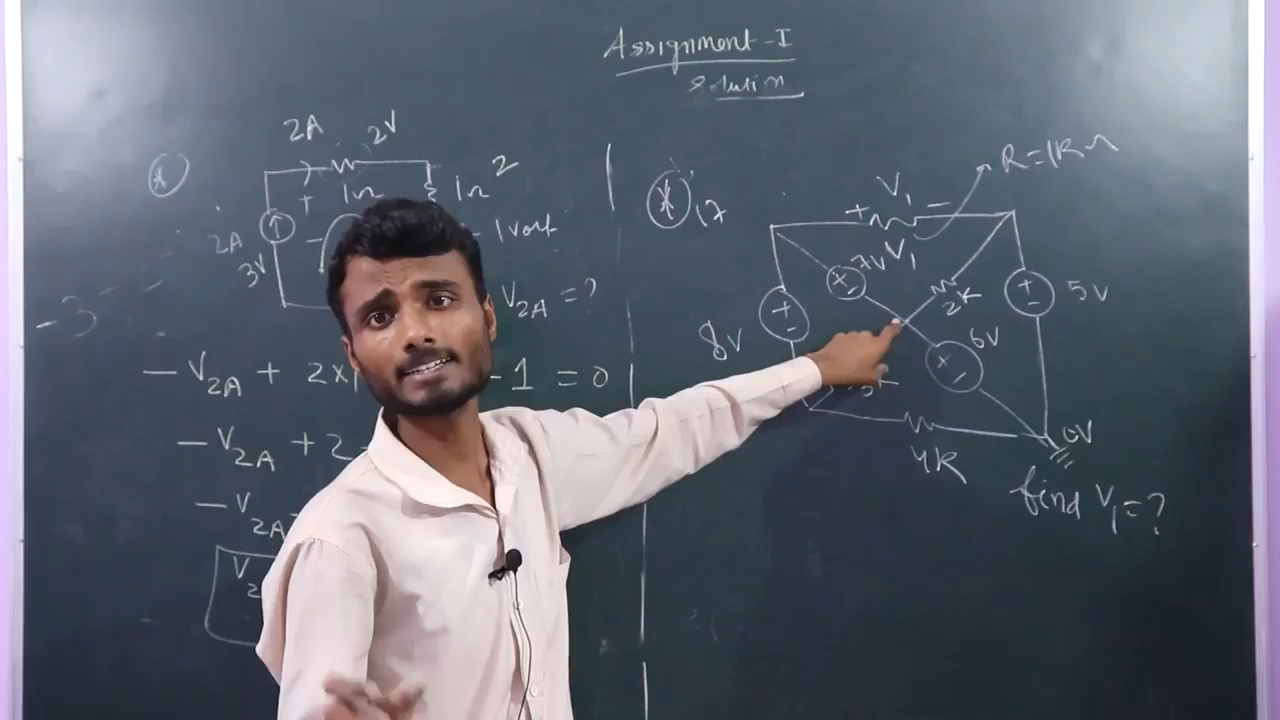 Assignment-I
Solution
2A
2V
1Ω
1Ω
2
+
2A
3V
-
- 1 volt
V2A = ?
-3
- V2A + 2x
- 1 = 0
- V2A + 2 -
- V2A
V2
17
R = 1KΩ
V1
+
-
V1
7V
+
-
2K
5V
+
-
8V
+
-
6V
+
-
4K
0V
find V1 = ?